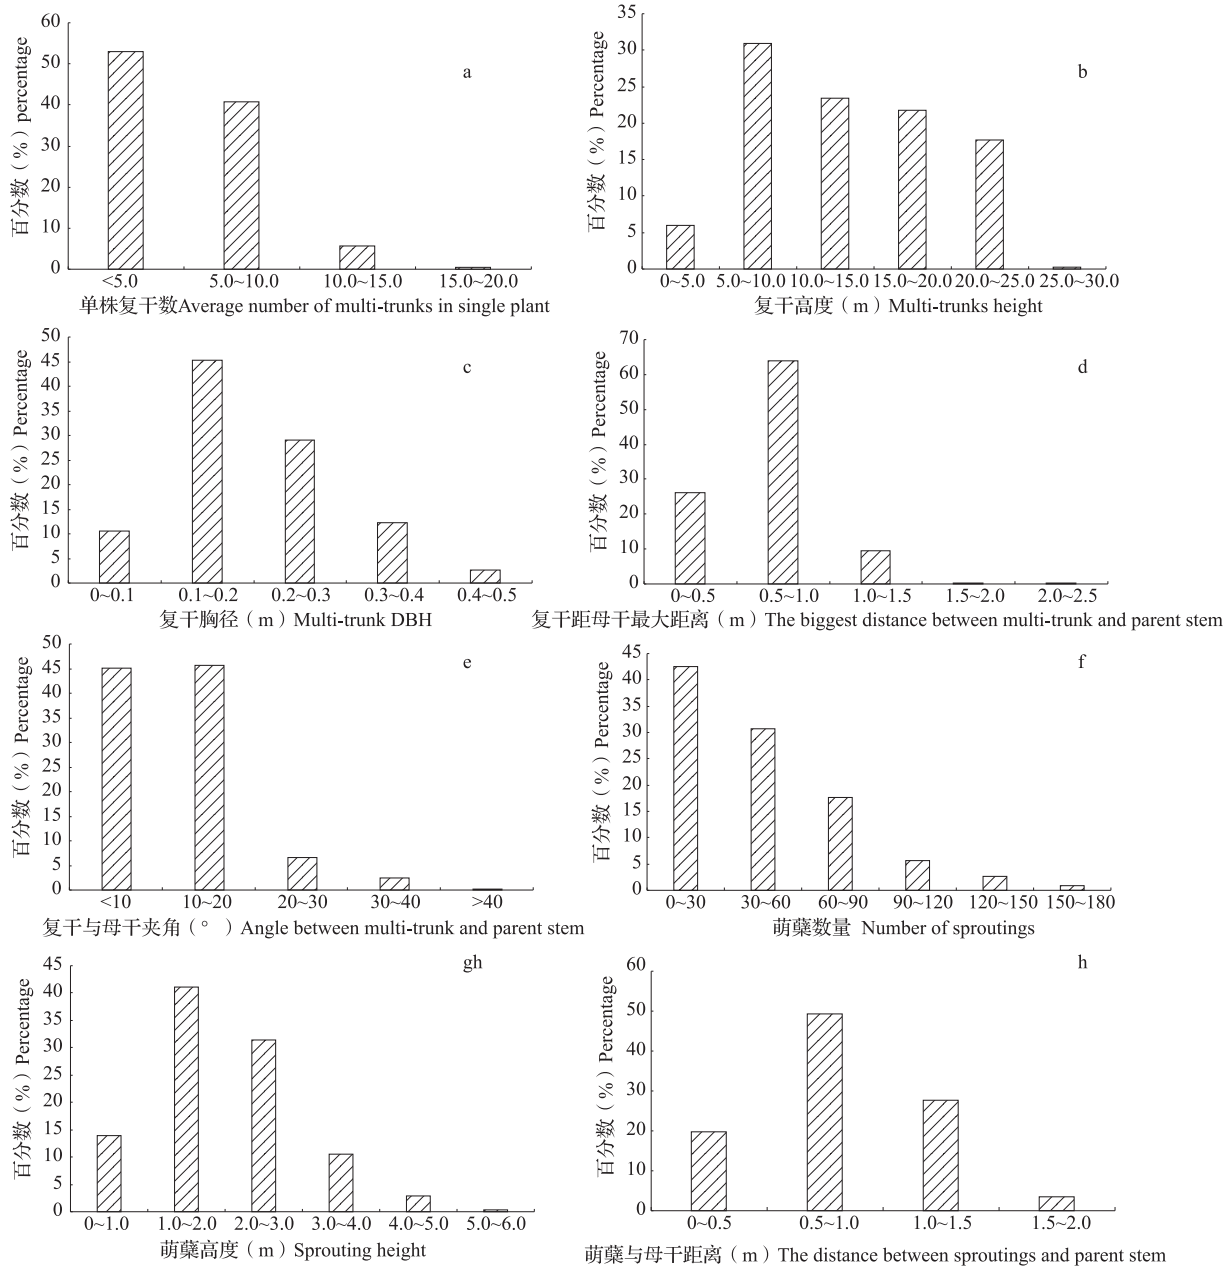 百分数（%）percentage
60
50
40
30
20
10
0
a
<5.0 5.0~10.0 10.0~15.0 15.0~20.0
单株复干数Average number of multi-trunks in single plant
百分数（%）Percentage
35
30
25
20
15
10
5
0
b
0~5.0 5.0~10.0 10.0~15.0 15.0~20.0 20.0~25.0 25.0~30.0
复干高度（m）Multi-trunks height
百分数（%）Percentage
50
45
40
35
30
25
20
15
10
5
0
c
0~0.1 0.1~0.2 0.2~0.3 0.3~0.4 0.4~0.5
复干胸径（m）Multi-trunk DBH
百分数（%）Percentage
70
60
50
40
30
20
10
0
d
0~0.5 0.5~1.0 1.0~1.5 1.5~2.0 2.0~2.5
复干距母干最大距离（m）The biggest distance between multi-trunk and parent stem
百分数（%）Percentage
50
45
40
35
30
25
20
15
10
5
0
e
<10 10~20 20~30 30~40 >40
复干与母干夹角（° ）Angle between multi-trunk and parent stem
百分数（%）Percentage
45
40
35
30
25
20
15
10
5
0
f
0~30 30~60 60~90 90~120 120~150 150~180
萌蘖数量 Number of sproutings
百分数（%）Percentage
45
40
35
30
25
20
15
10
5
0
gh
0~1.0 1.0~2.0 2.0~3.0 3.0~4.0 4.0~5.0 5.0~6.0
萌蘖高度（m）Sprouting height
百分数（%）Percentage
60
50
40
30
20
10
0
h
0~0.5 0.5~1.0 1.0~1.5 1.5~2.0
萌蘖与母干距离（m）The distance between sproutings and parent stem